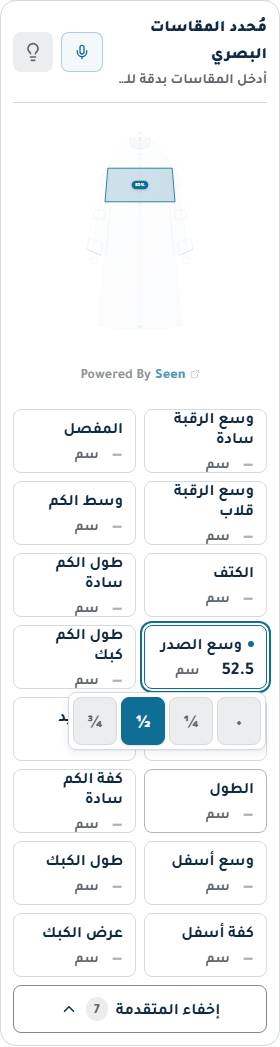 مُحدد المقاسات
البصري
أدخل المقاسات بدقة للـ...
Powered By Seen
وسع الرقبة
سادة
— سم
المفصل
— سم
وسع الرقبة
قلاب
— سم
وسط الكم
— سم
الكتف
— سم
طول الكم
سادة
— سم
وسع الصدر
52.5 سم
طول الكم
كبك
— سم
٠ ¼ ½ ¾
الطول
— سم
كفة الكم
سادة
— سم
وسع أسفل
— سم
طول الكبك
— سم
كفة أسفل
— سم
عرض الكبك
— سم
إخفاء المتقدمة 7